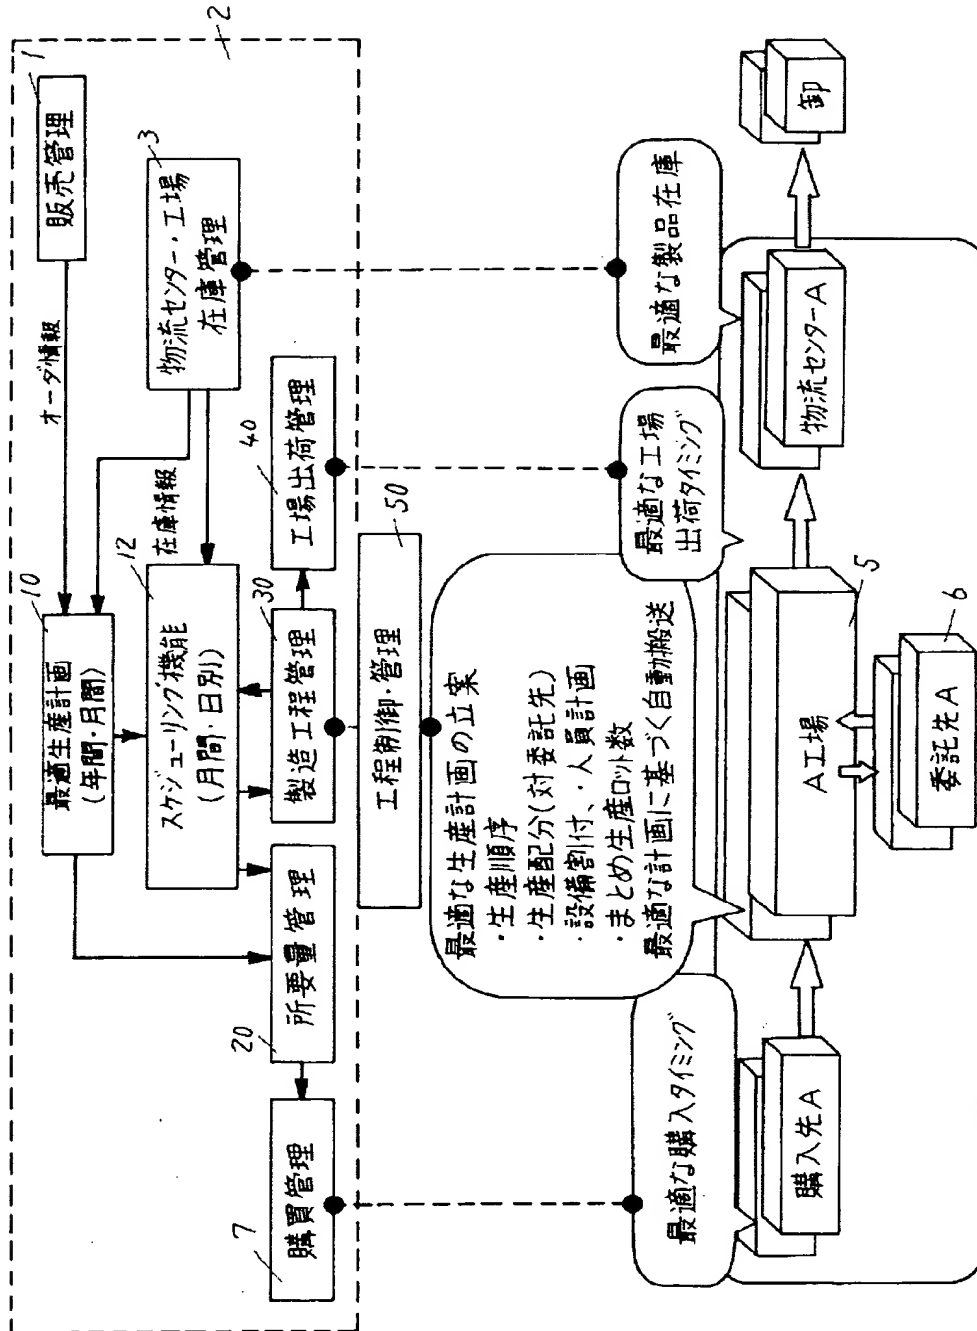 1
販売管理
2
オーダ情報
3
物流センター・工場
在庫管理
在庫情報
10
最適生産計画
(年間・月間)
12
スケジューリング機能
(月間・日別)
7
購買管理
20
所要量管理
30
製造工程管理
40
工場出荷管理
50
工程制御・管理
最適な購入タイミング
最適な生産計画の立案
・生産順序
・生産配分(対委託先)
・設備割付、・人員計画
・まとめ生産ロット数
最適な計画に基づく自動搬送
最適な工場
出荷タイミング
最適な製品在庫
購入先A
A工場
5
物流センターA
卸
委託先A
6